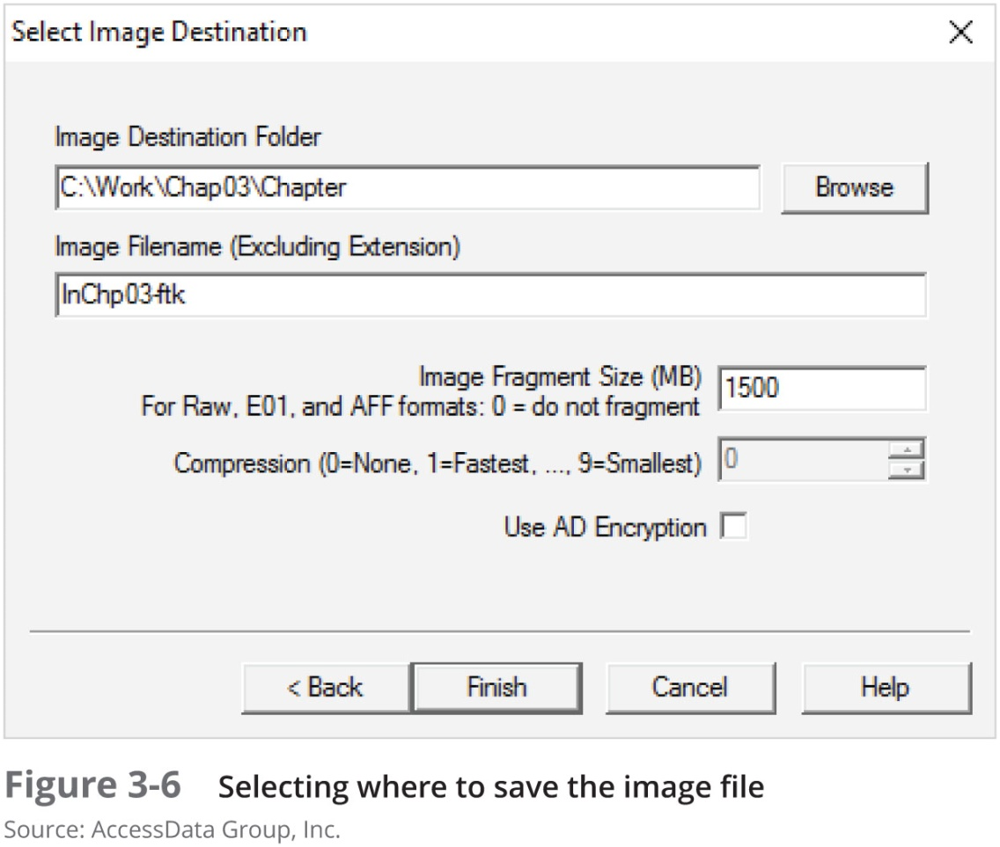 Select Image Destination
Image Destination Folder
C:\Work\Chap03\Chapter
Browse
Image Filename (Excluding Extension)
InChp03-ftk
Image Fragment Size (MB)
1500
For Raw, E01, and AFF formats: 0 = do not fragment
Compression (0=None, 1=Fastest, ..., 9=Smallest)
0
Use AD Encryption
< Back
Finish
Cancel
Help
Figure 3-6 Selecting where to save the image file
Source: AccessData Group, Inc.